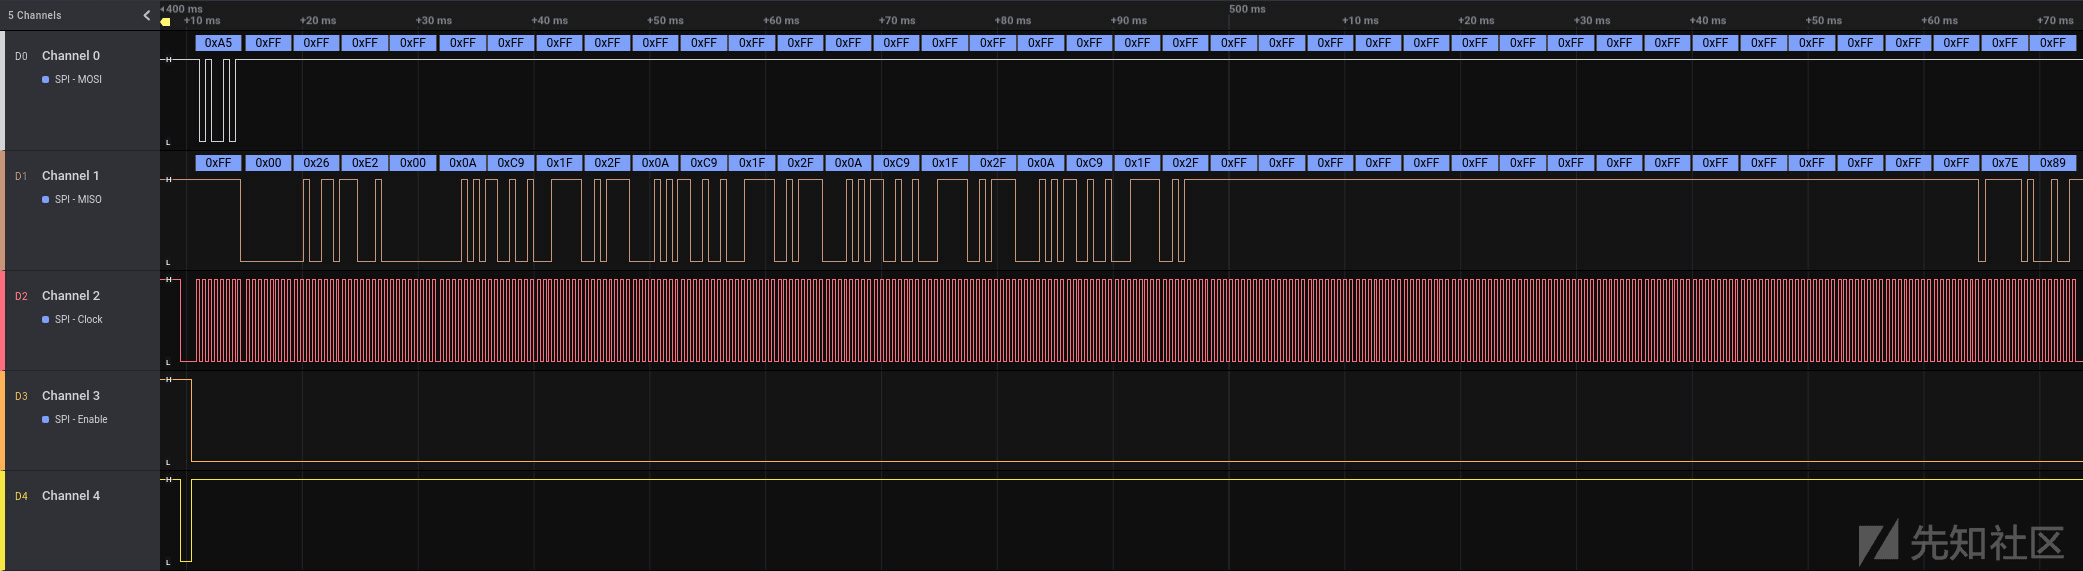 5 Channels
400 ms
500 ms
+10 ms +20 ms +30 ms +40 ms +50 ms +60 ms +70 ms +80 ms +90 ms +10 ms +20 ms +30 ms +40 ms +50 ms +60 ms +70 ms
0xA5 0xFF 0xFF 0xFF 0xFF 0xFF 0xFF 0xFF 0xFF 0xFF 0xFF 0xFF 0xFF 0xFF 0xFF 0xFF 0xFF 0xFF 0xFF 0xFF 0xFF 0xFF 0xFF 0xFF 0xFF 0xFF 0xFF 0xFF 0xFF 0xFF 0xFF 0xFF 0xFF 0xFF 0xFF 0xFF 0xFF 0xFF 0xFF
D0 Channel 0
H
SPI - MOSI
L
0xFF 0x00 0x26 0xE2 0x00 0x0A 0xC9 0x1F 0x2F 0x0A 0xC9 0x1F 0x2F 0x0A 0xC9 0x1F 0x2F 0x0A 0xC9 0x1F 0x2F 0xFF 0xFF 0xFF 0xFF 0xFF 0xFF 0xFF 0xFF 0xFF 0xFF 0xFF 0xFF 0xFF 0xFF 0xFF 0xFF 0x7E 0x89
D1 Channel 1
H
SPI - MISO
L
H
D2 Channel 2
SPI - Clock
L
H
D3 Channel 3
SPI - Enable
L
H
D4 Channel 4
先知社区
L